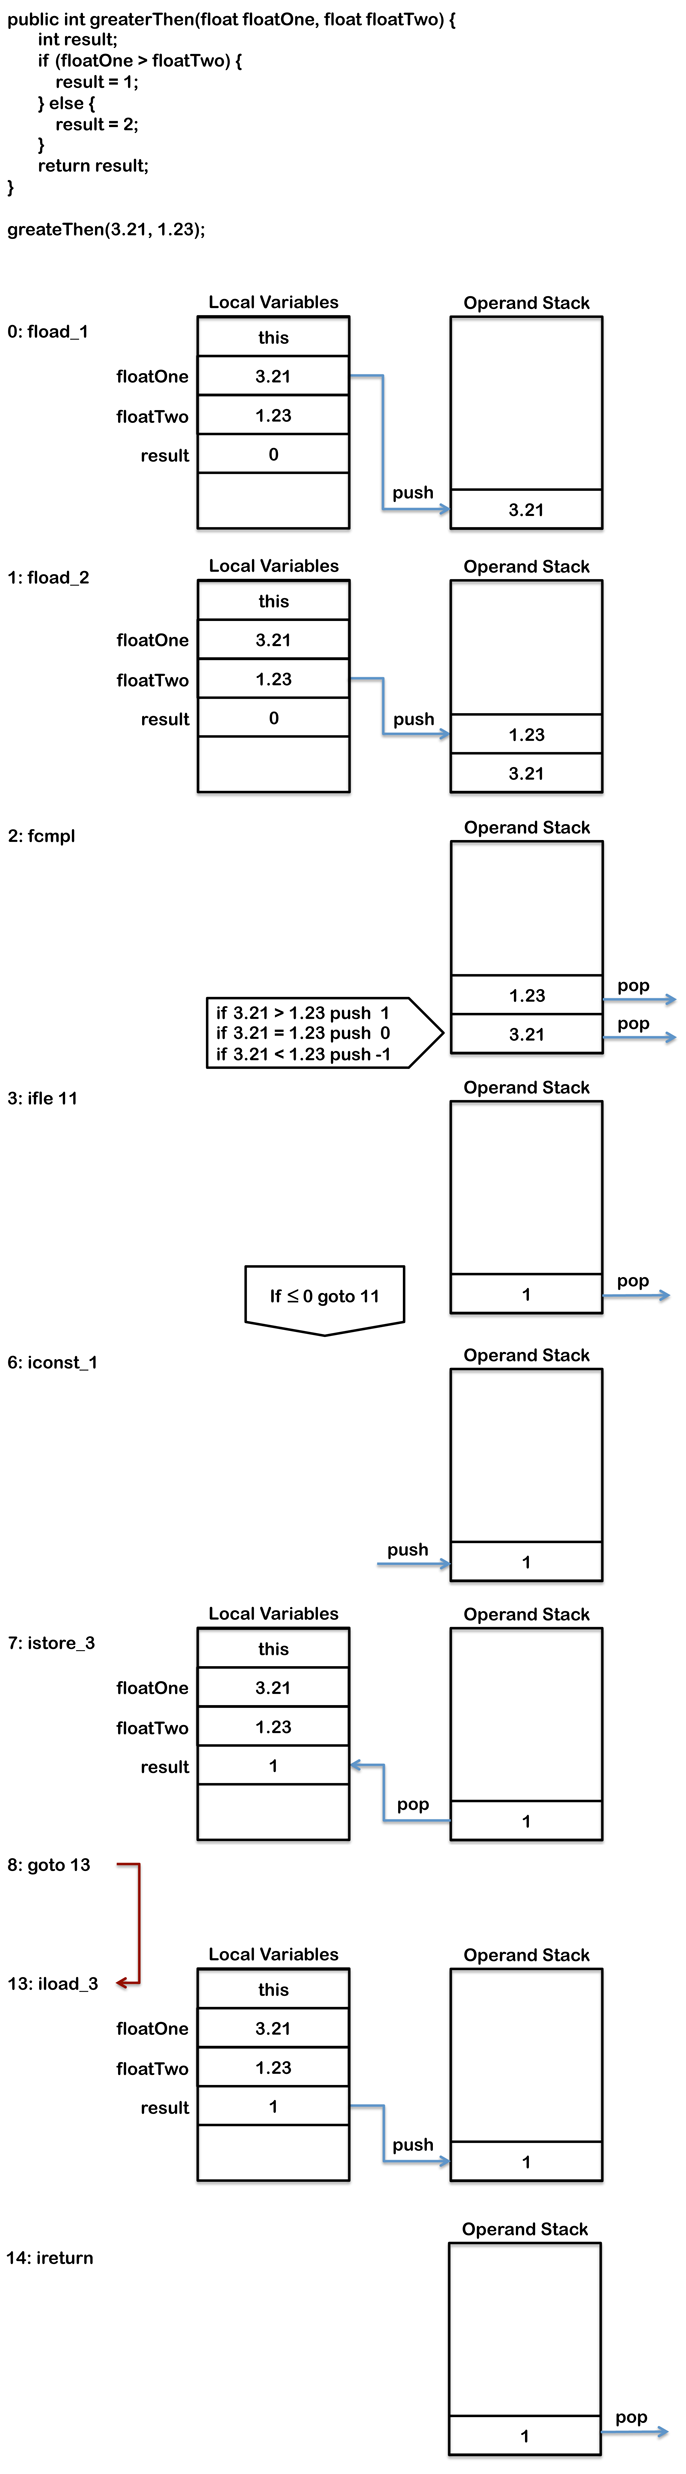 public int greaterThen(float floatOne, float floatTwo) {
int result;
if (floatOne > floatTwo) {
result = 1;
} else {
result = 2;
}
return result;
}
greateThen(3.21, 1.23);
Local Variables
Operand Stack
0: fload_1
this
floatOne
3.21
floatTwo
1.23
result
0
push
3.21
Local Variables
Operand Stack
1: fload_2
this
floatOne
3.21
floatTwo
1.23
result
0
push
1.23
3.21
Operand Stack
2: fcmpl
if 3.21 > 1.23 push 1
if 3.21 = 1.23 push 0
if 3.21 < 1.23 push -1
1.23
pop
3.21
pop
Operand Stack
3: ifle 11
If ≤ 0 goto 11
1
pop
Operand Stack
6: iconst_1
push
1
Local Variables
Operand Stack
7: istore_3
this
floatOne
3.21
floatTwo
1.23
result
1
pop
1
8: goto 13
Local Variables
Operand Stack
13: iload_3
this
floatOne
3.21
floatTwo
1.23
result
1
push
1
Operand Stack
14: ireturn
1
pop